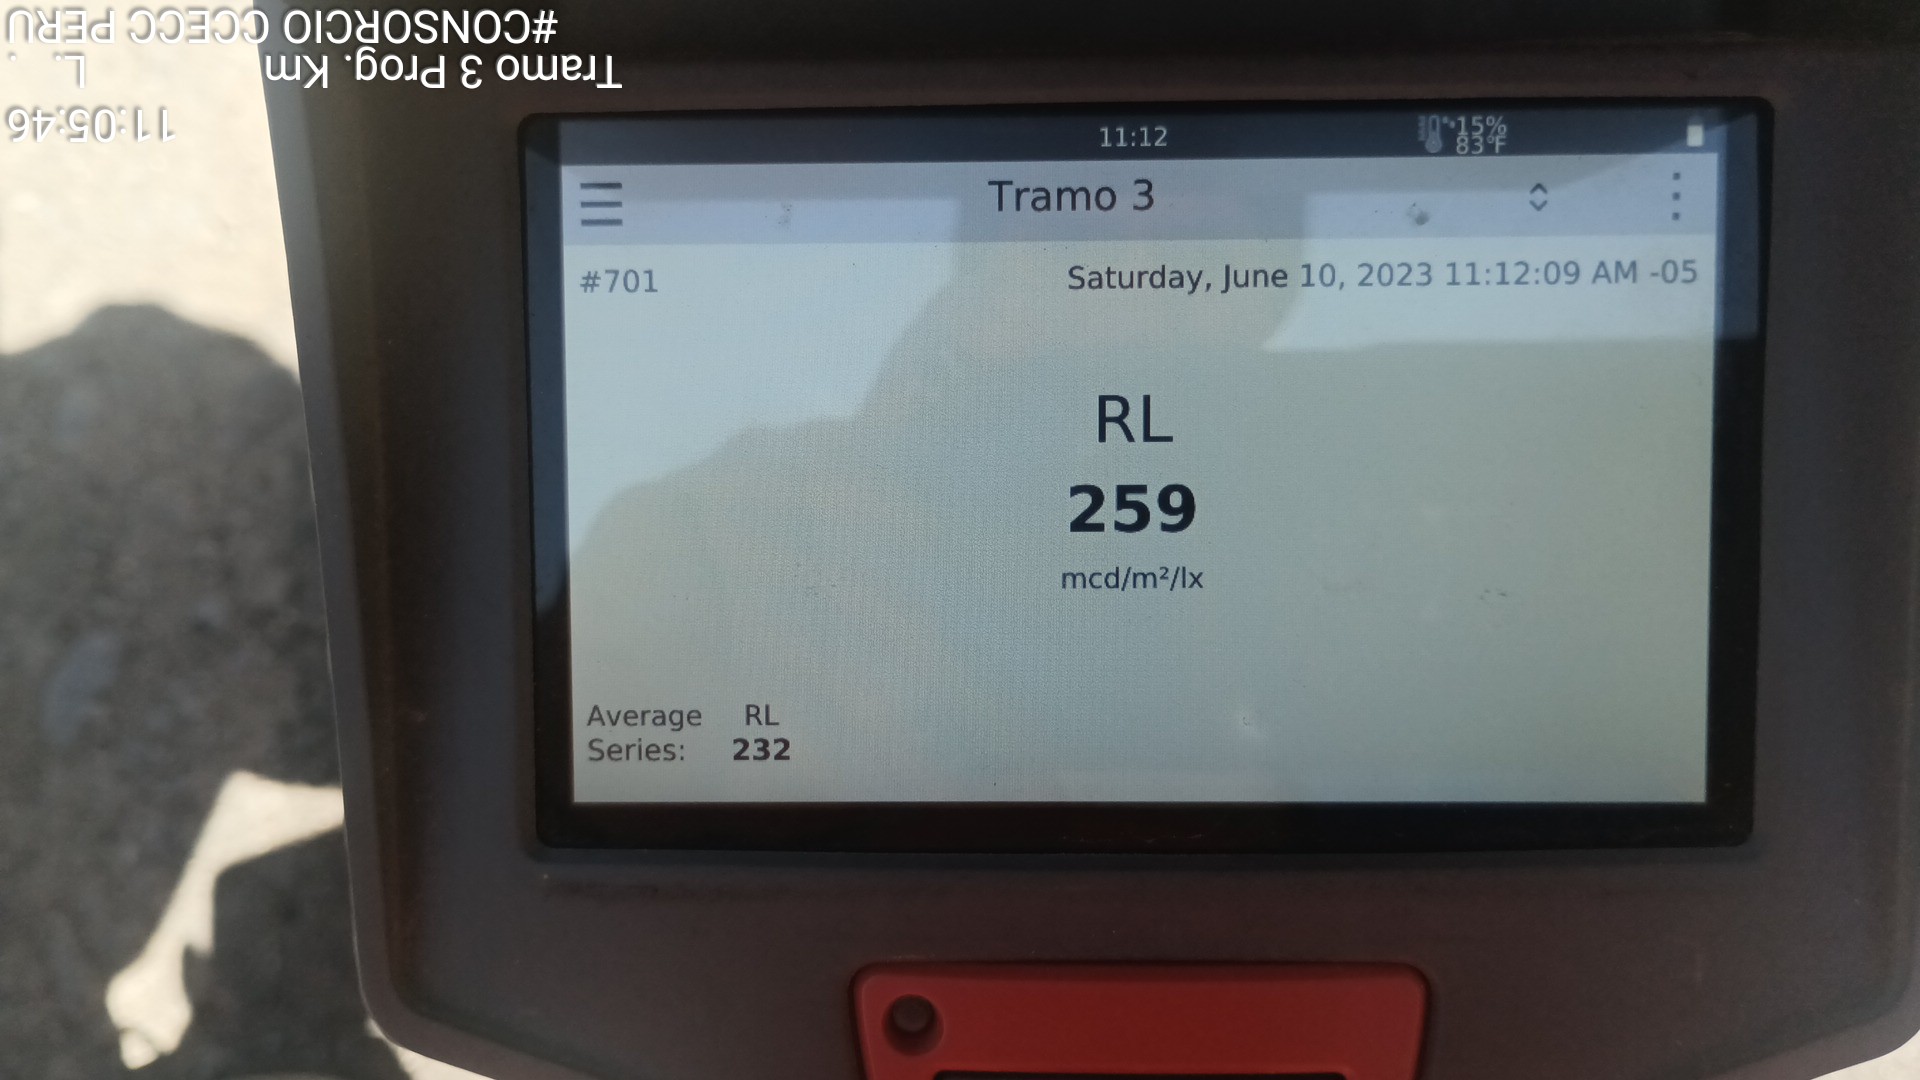 11:12
15%
83°F
Tramo 3
#701 Saturday, June 10, 2023 11:12:09 AM -05
RL
259
mcd/m²/lx
Average RL
Series: 232
11:05:46
Tramo 3 Prog. Km L. .
#CONSORCIO CCECC PERU